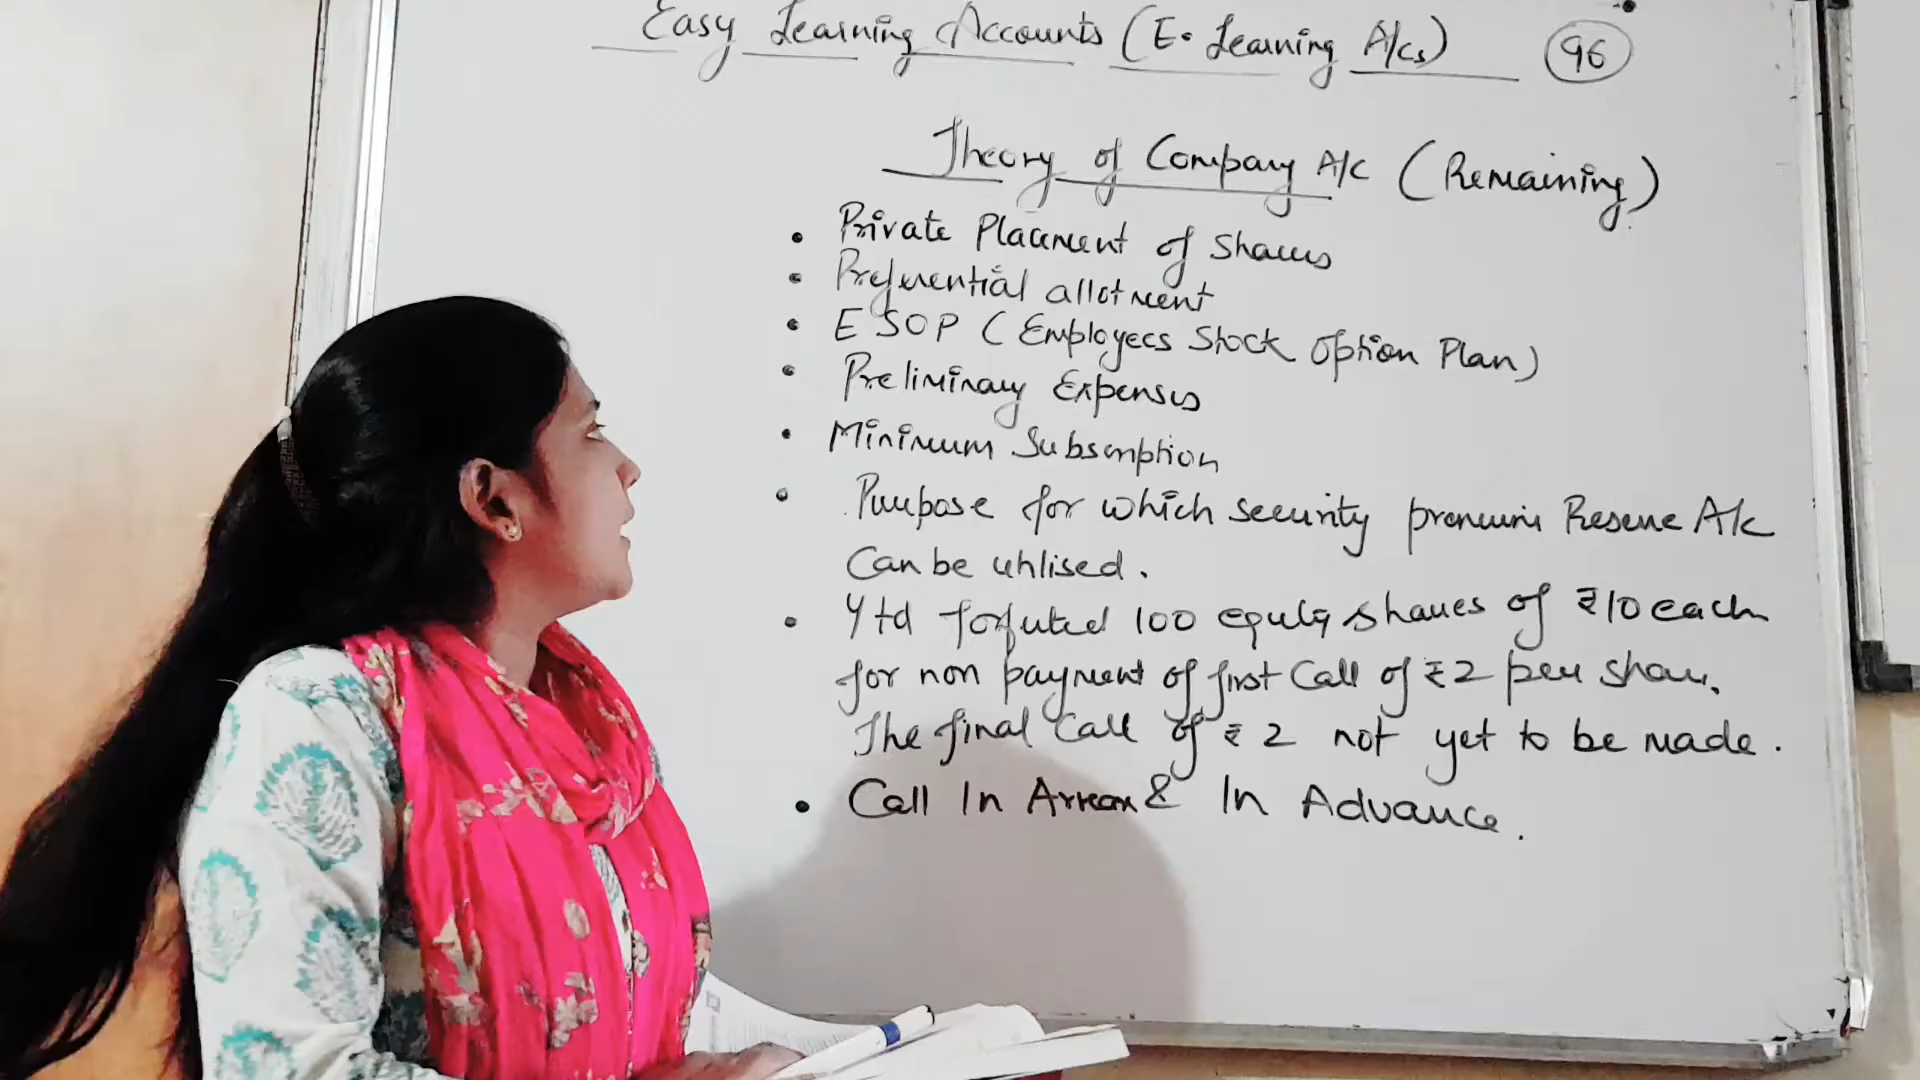 Easy Learning Accounts (E. Learning A/cs) 96
Theory of Company A/c (Remaining)
• Private Placement of Shares
• Preferential allotment
• ESOP (Employees Stock Option Plan)
• Preliminary Expenses
• Minimum Subscription
• Purpose for which security premium Reserve A/c
Can be utilised.
• Y td forfeited 100 equity shares of ₹10 each
for non payment of first Call of ₹2 per share.
The final Call of ₹2 not yet to be made.
• Call In Arrear & In Advance.